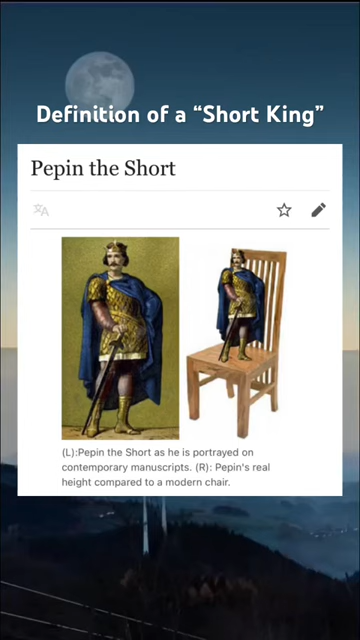 Definition of a “Short King”
Pepin the Short
(L):Pepin the Short as he is portrayed on
contemporary manuscripts. (R): Pepin's real
height compared to a modern chair.